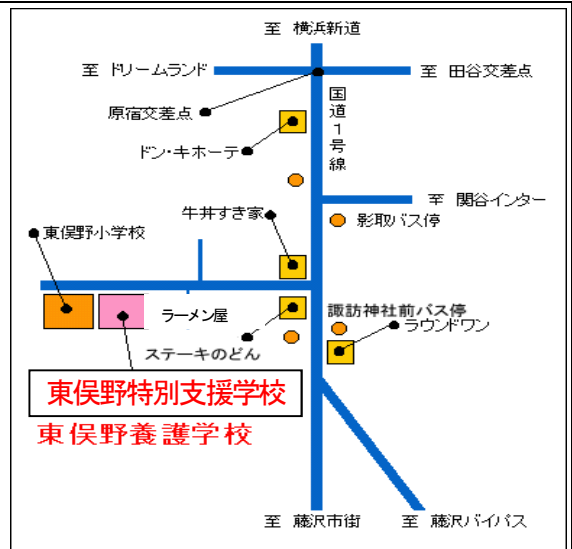 至 横浜新道
至 ドリームランド
至 田谷交差点
原宿交差点
国道1号線
ドン・キホーテ
至 関谷インター
牛丼すき家
影取バス停
東俣野小学校
ラーメン屋
諏訪神社前バス停
ラウンドワン
ステーキのどん
東俣野特別支援学校
東俣野養護学校
至 藤沢市街
至 藤沢バイパス